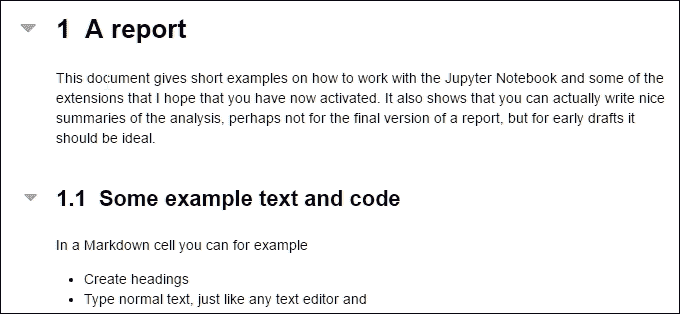 1 A report
This document gives short examples on how to work with the Jupyter Notebook and some of the
extensions that I hope that you have now activated. It also shows that you can actually write nice
summaries of the analysis, perhaps not for the final version of a report, but for early drafts it
should be ideal.
1.1 Some example text and code
In a Markdown cell you can for example
• Create headings
• Type normal text, just like any text editor and